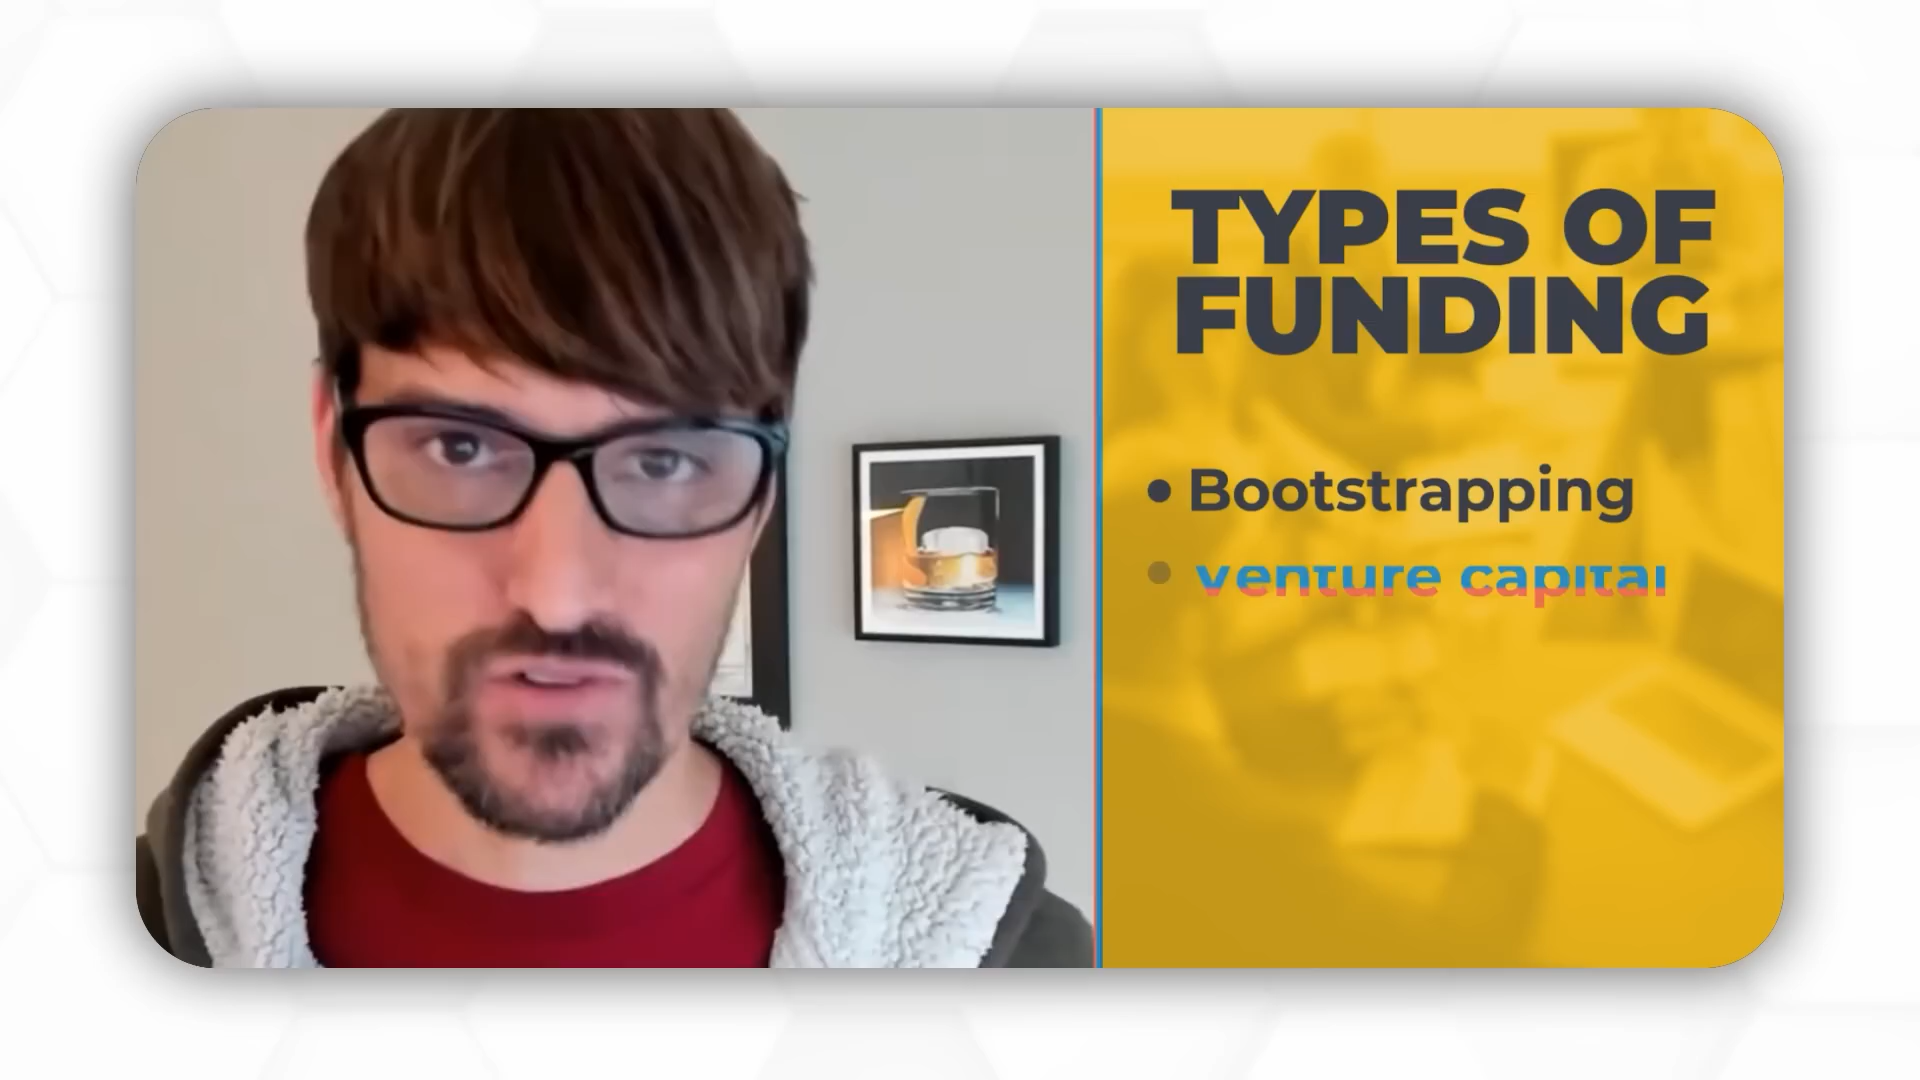 TYPES OF
FUNDING
• Bootstrapping
• venture capital